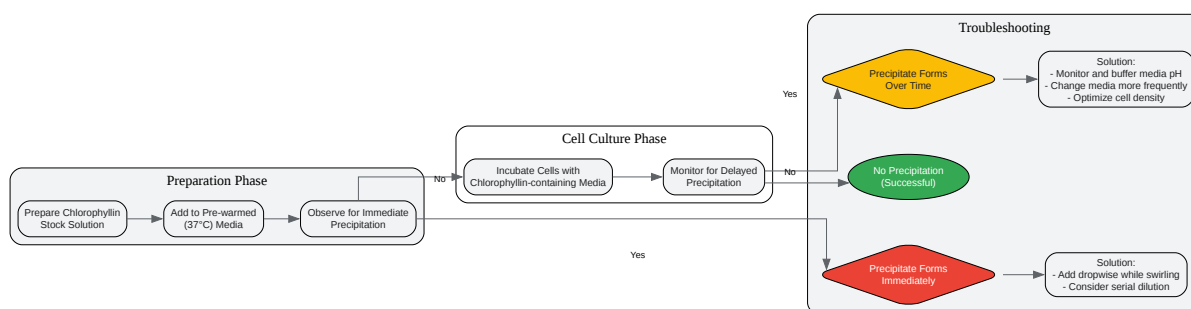 Troubleshooting
Precipitate Forms
Over Time
Solution:
- Monitor and buffer media pH
- Change media more frequently
- Optimize cell density
Yes
Cell Culture Phase
Incubate Cells with
Chlorophyllin-containing Media
Monitor for Delayed
Precipitation
No
No Precipitation
(Successful)
Preparation Phase
No
Prepare Chlorophyllin
Stock Solution
Add to Pre-warmed
(37°C) Media
Observe for Immediate
Precipitation
Yes
Precipitate Forms
Immediately
Solution:
- Add dropwise while swirling
- Consider serial dilution